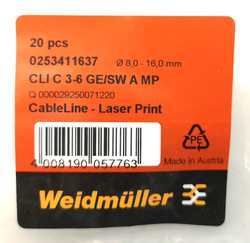 20 pcs
0253411637 Ø 8,0 - 16,0 mm
CLI C 3-6 GE/SW A MP
Q 000029250071220
CableLine - Laser Print
4 008190 057763
PE
Made in Austria
Weidmüller